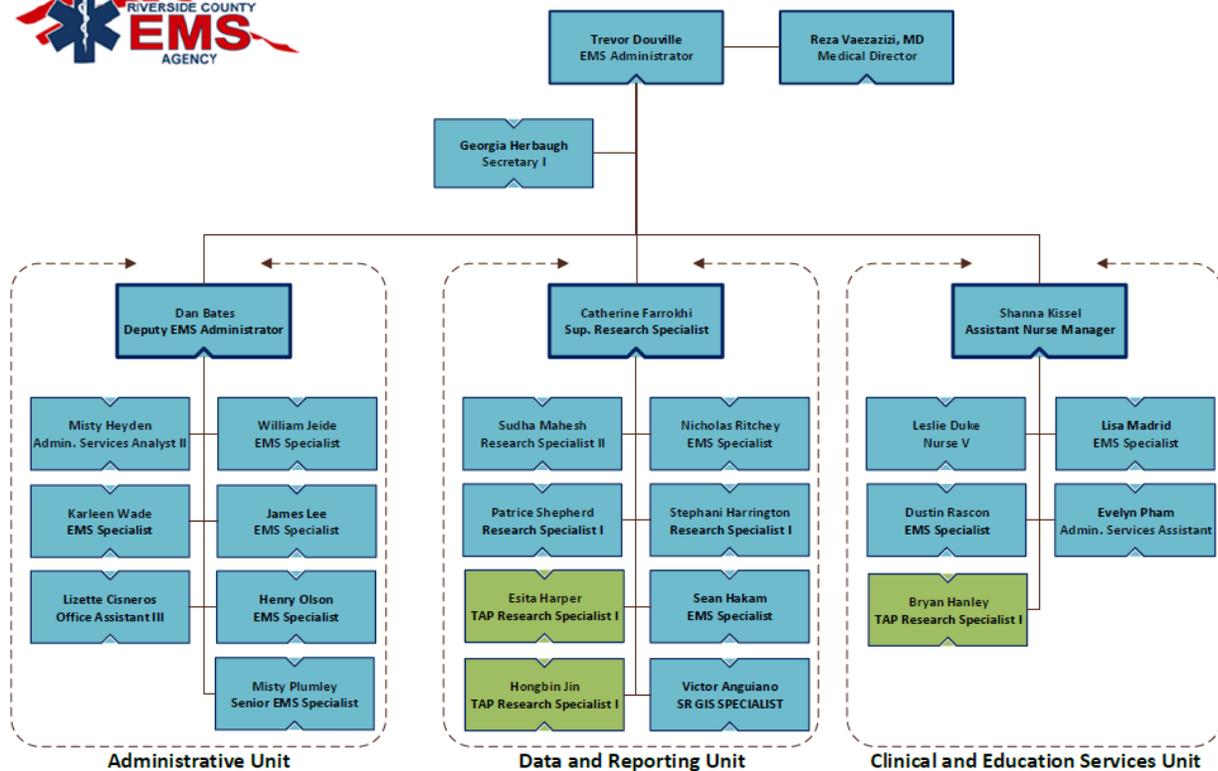 RIVERSIDE COUNTY
EMS
AGENCY
Trevor Douville
EMS Administrator
Reza Vaezazizi, MD
Medical Director
Georgia Herbaugh
Secretary I
Dan Bates
Deputy EMS Administrator
Catherine Farrokhi
Sup. Research Specialist
Shanna Kissel
Assistant Nurse Manager
Misty Heyden
Admin. Services Analyst II
William Jeide
EMS Specialist
Karleen Wade
EMS Specialist
James Lee
EMS Specialist
Lizette Cisneros
Office Assistant III
Henry Olson
EMS Specialist
Misty Plumley
Senior EMS Specialist
Sudha Mahesh
Research Specialist II
Nicholas Ritchey
EMS Specialist
Patrice Shepherd
Research Specialist I
Stephani Harrington
Research Specialist I
Esita Harper
TAP Research Specialist I
Sean Hakam
EMS Specialist
Hongbin Jin
TAP Research Specialist I
Victor Anguiano
SR GIS SPECIALIST
Leslie Duke
Nurse V
Lisa Madrid
EMS Specialist
Dustin Rascon
EMS Specialist
Evelyn Pham
Admin. Services Assistant
Bryan Hanley
TAP Research Specialist I
Administrative Unit
Data and Reporting Unit
Clinical and Education Services Unit